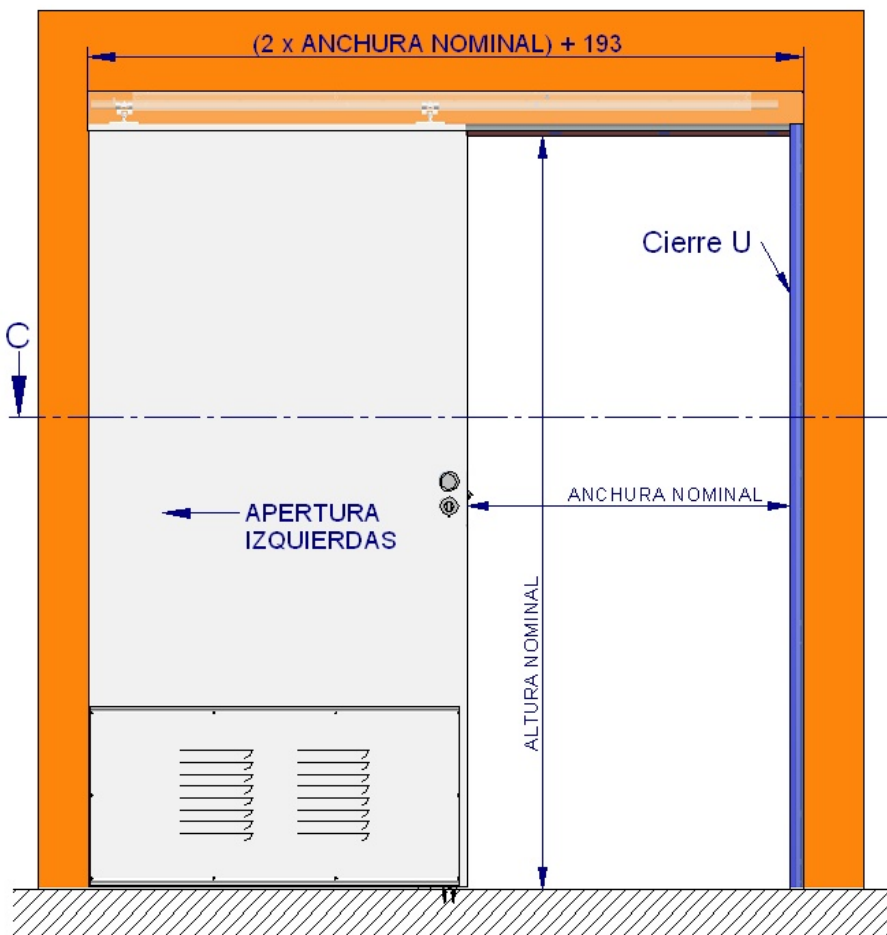 (2 x ANCHURA NOMINAL) + 193
Cierre U
C
ANCHURA NOMINAL
APERTURA
IZQUIERDAS
ALTURA NOMINAL